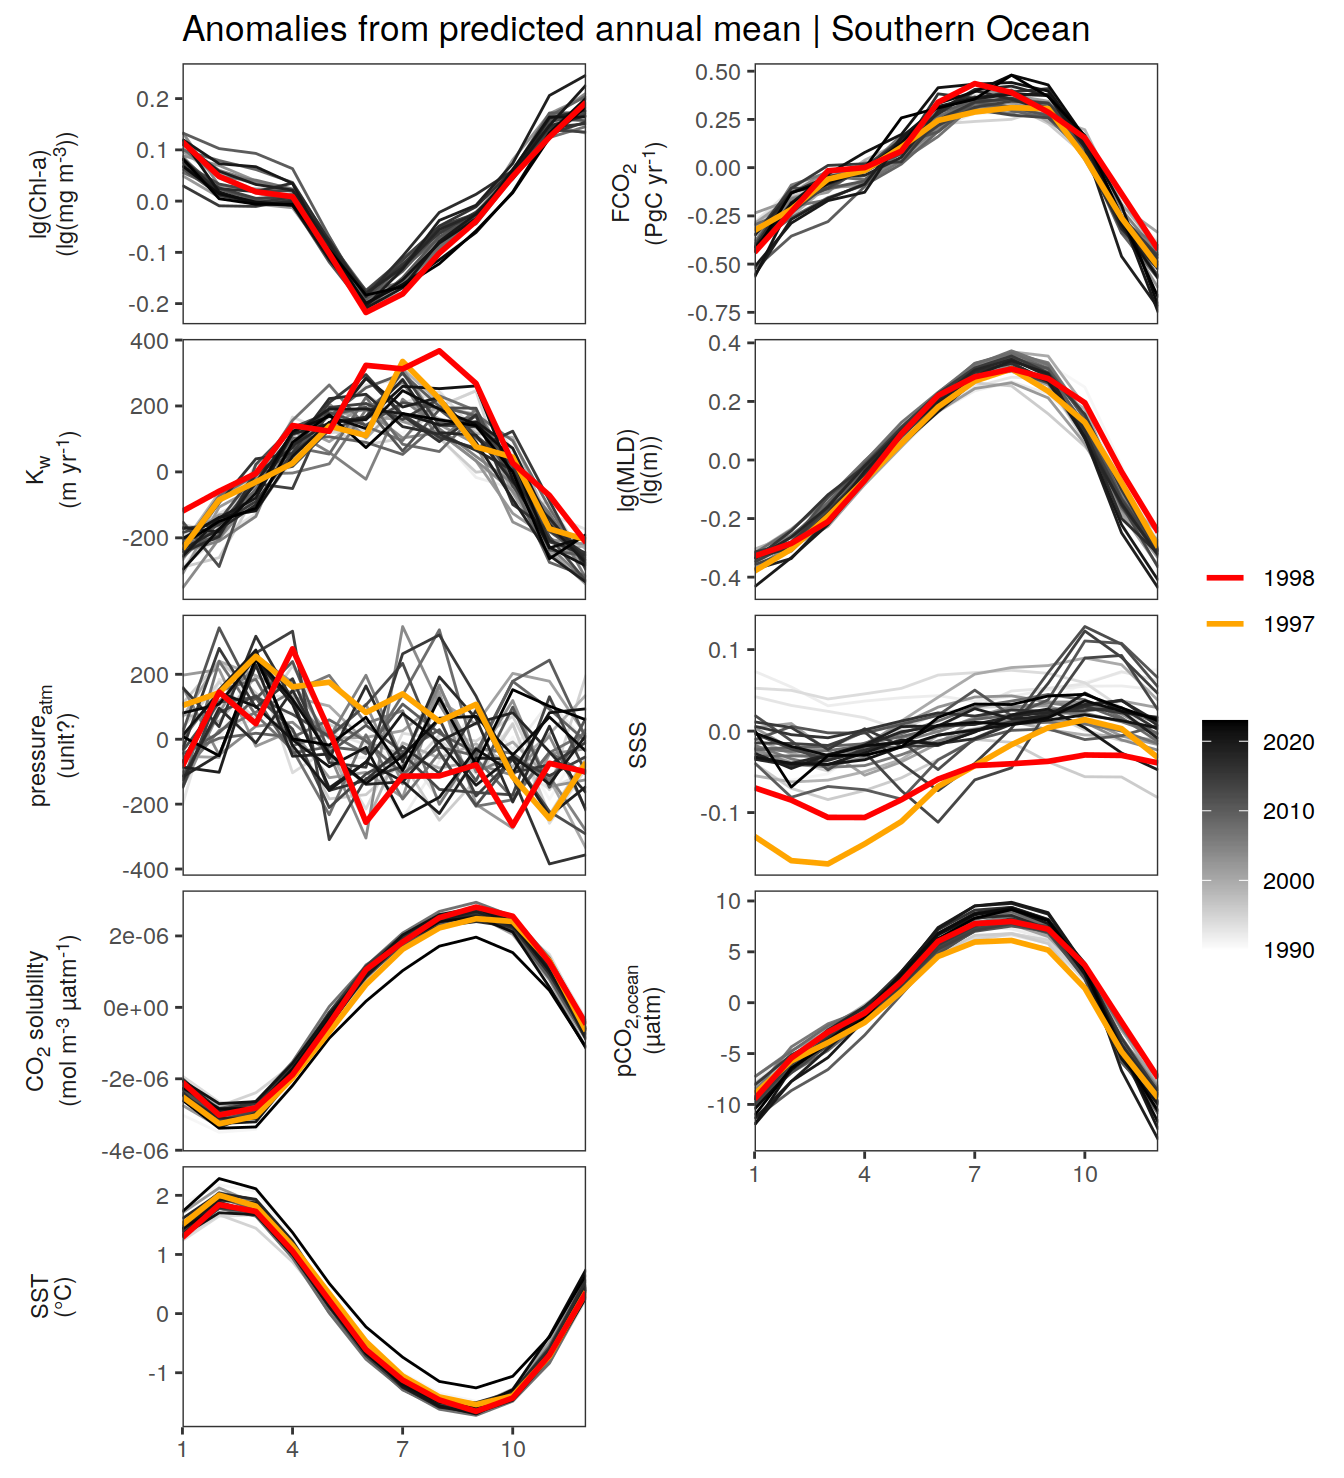 Anomalies from predicted annual mean | Southern Ocean
lg(Chl-a)
(lg(mg m⁻³))
0.2
0.1
0.0
-0.1
-0.2
FCO₂
(PgC yr⁻¹)
0.50
0.25
0.00
-0.25
-0.50
-0.75
K_w
(m yr⁻¹)
400
200
0
-200
lg(MLD)
(lg(m))
0.4
0.2
0.0
-0.2
-0.4
pressure_atm
(unit?)
200
0
-200
-400
SSS
0.1
0.0
-0.1
CO₂ solubility
(mol m⁻³ µatm⁻¹)
2e-06
0e+00
-2e-06
-4e-06
pCO₂,ocean
(µatm)
10
5
0
-5
-10
1 4 7 10
SST
(°C)
2
1
0
-1
1 4 7 10
1998
1997
2020
2010
2000
1990